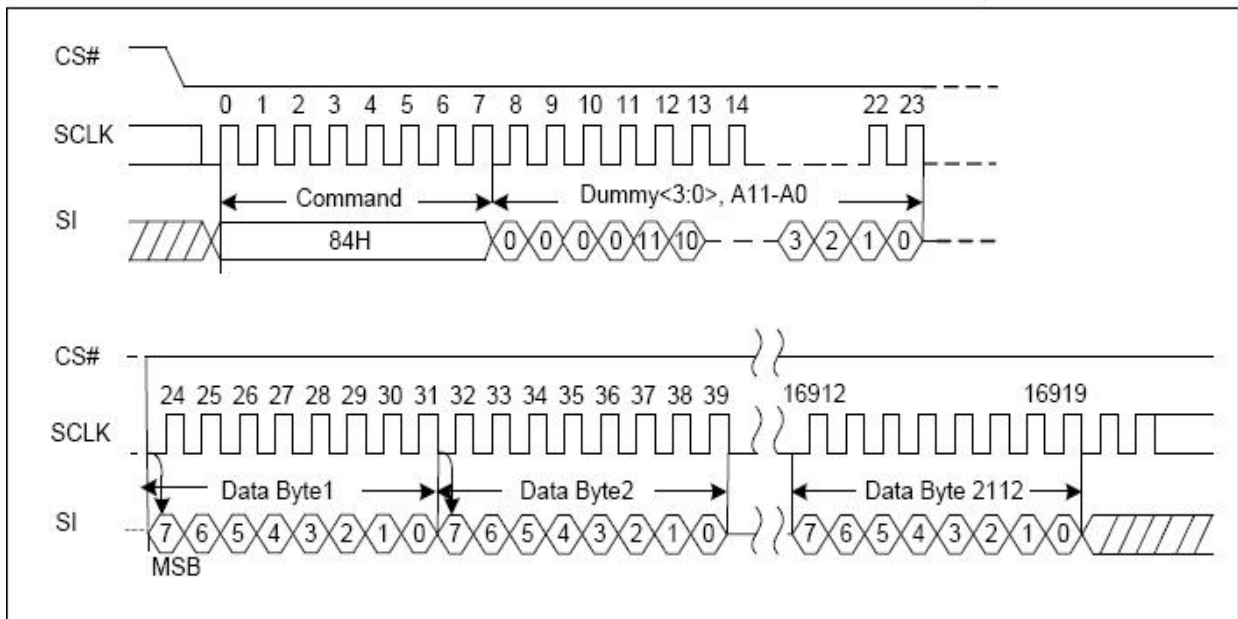 CS#
0 1 2 3 4 5 6 7 8 9 10 11 12 13 14 22 23
SCLK
Command Dummy<3:0>, A11-A0
SI
84H 0 0 0 0 11 10 3 2 1 0
CS#
24 25 26 27 28 29 30 31 32 33 34 35 36 37 38 39 16912 16919
SCLK
Data Byte1 Data Byte2 Data Byte 2112
SI
7 6 5 4 3 2 1 0 7 6 5 4 3 2 1 0 7 6 5 4 3 2 1 0
MSB